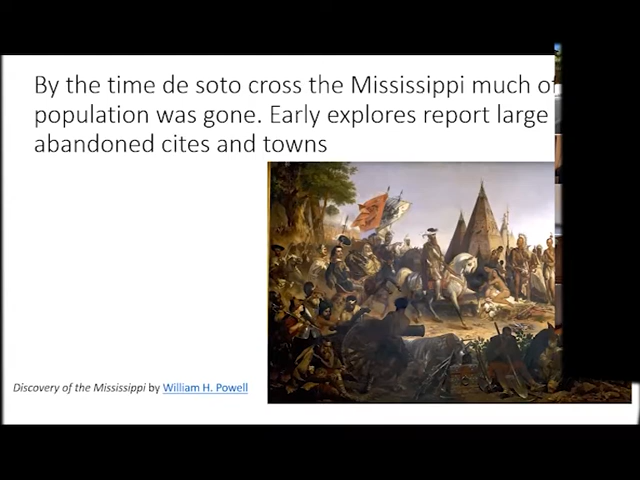 By the time de soto cross the Mississippi much of
population was gone. Early explores report large
abandoned cites and towns
Discovery of the Mississippi by William H. Powell